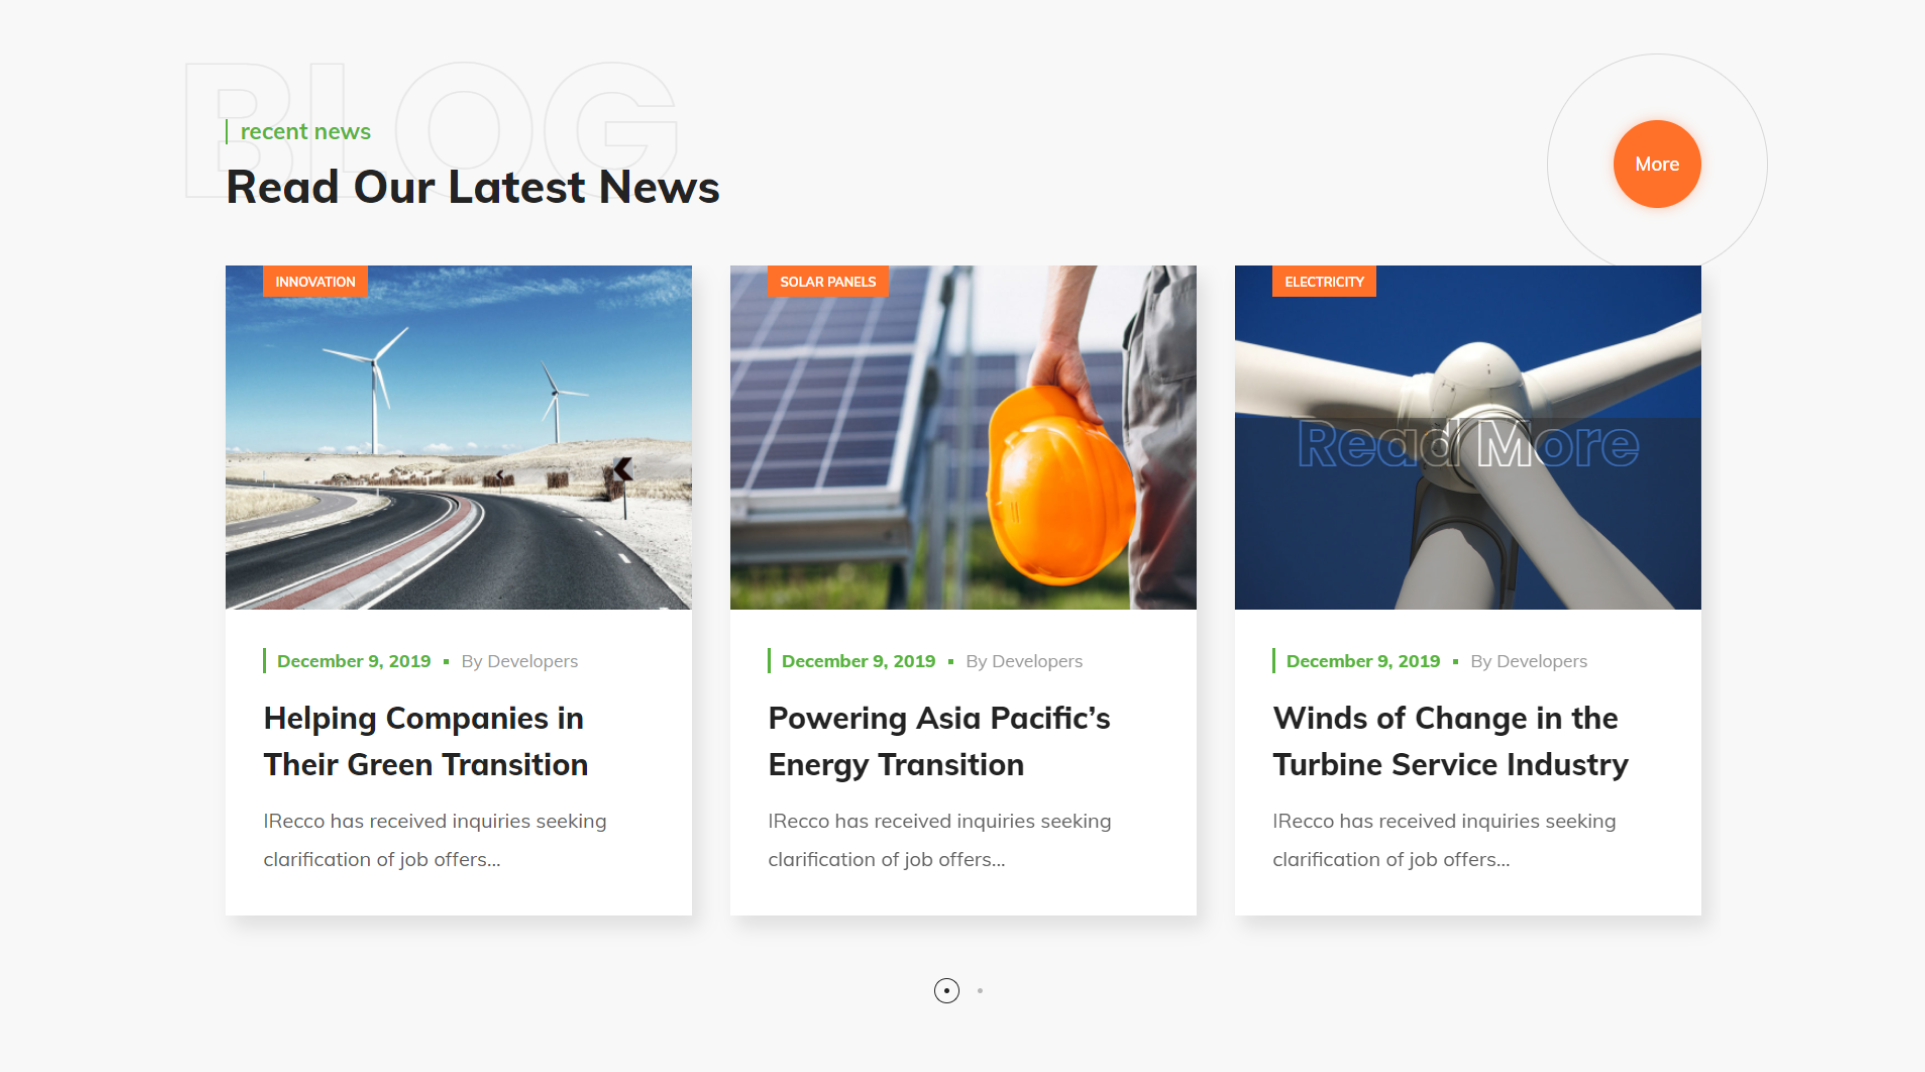 BLOG
recent news
Read Our Latest News
More
INNOVATION
SOLAR PANELS
ELECTRICITY
Read More
December 9, 2019 ▪ By Developers
Helping Companies in
Their Green Transition
IRecco has received inquiries seeking
clarification of job offers...
December 9, 2019 ▪ By Developers
Powering Asia Pacific’s
Energy Transition
IRecco has received inquiries seeking
clarification of job offers...
December 9, 2019 ▪ By Developers
Winds of Change in the
Turbine Service Industry
IRecco has received inquiries seeking
clarification of job offers...